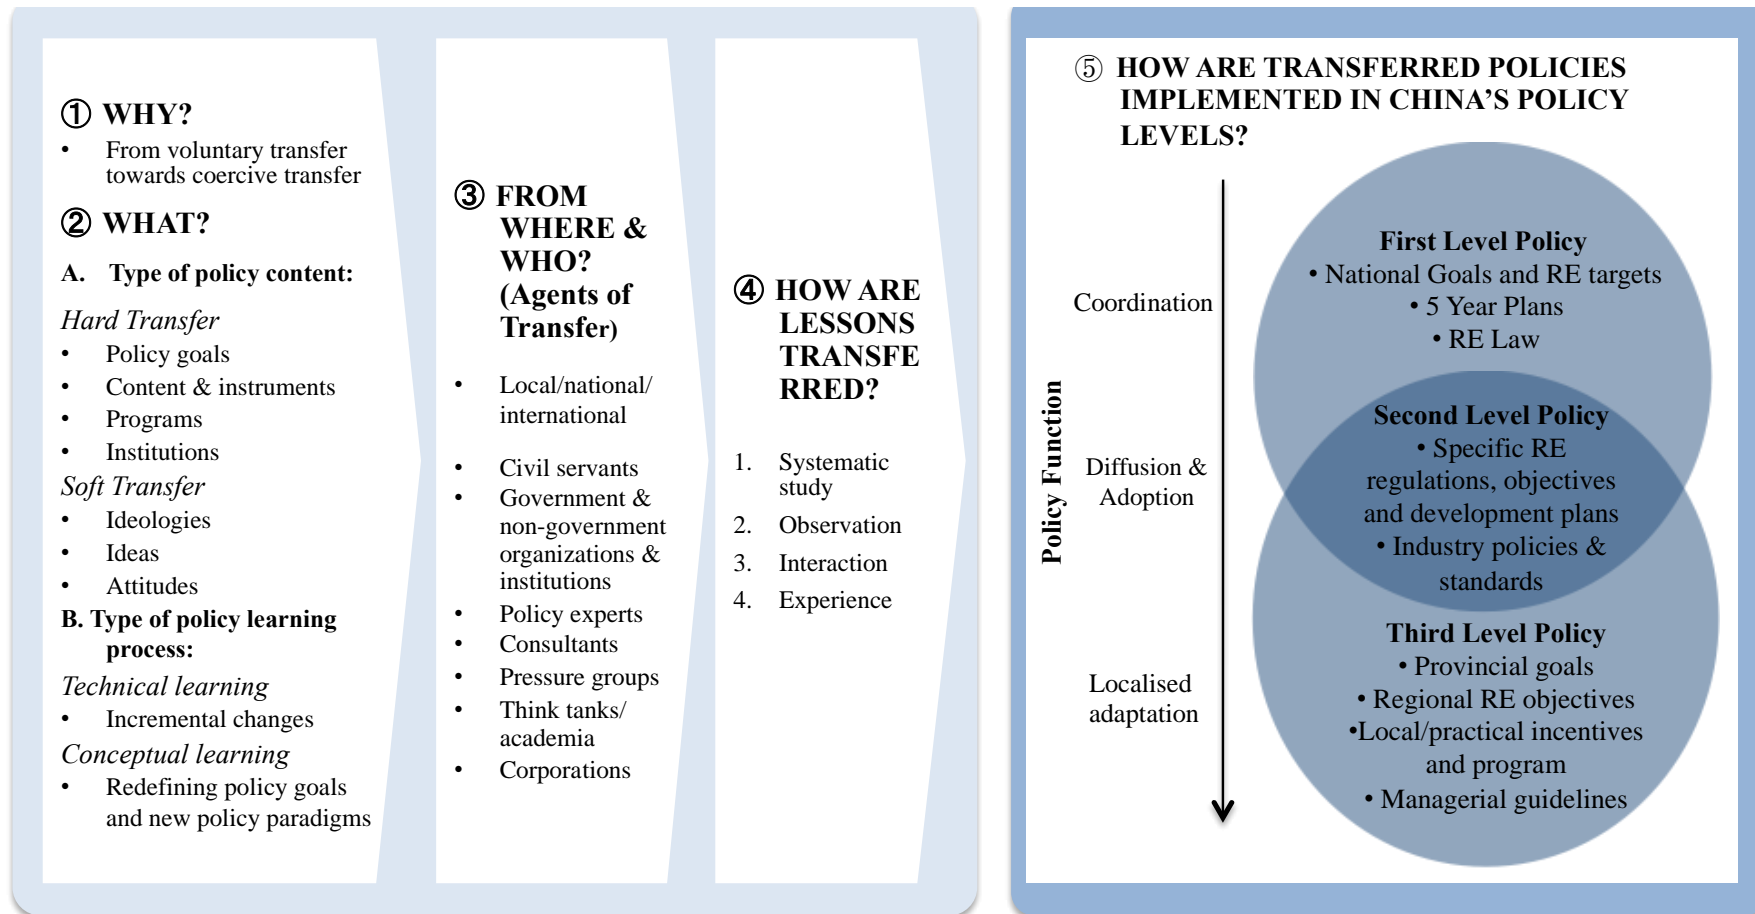 ① WHY?
• From voluntary transfer
towards coercive transfer
② WHAT?
A. Type of policy content:
Hard Transfer
• Policy goals
• Content & instruments
• Programs
• Institutions
Soft Transfer
• Ideologies
• Ideas
• Attitudes
B. Type of policy learning
process:
Technical learning
• Incremental changes
Conceptual learning
• Redefining policy goals
and new policy paradigms
③ FROM
WHERE &
WHO?
(Agents of
Transfer)
• Local/national/
international
• Civil servants
• Government &
non-government
organizations &
institutions
• Policy experts
• Consultants
• Pressure groups
• Think tanks/
academia
• Corporations
④ HOW ARE
LESSONS
TRANSFE
RRED?
1. Systematic
study
2. Observation
3. Interaction
4. Experience
⑤ HOW ARE TRANSFERRED POLICIES
IMPLEMENTED IN CHINA’S POLICY
LEVELS?
Policy Function
Coordination
Diffusion &
Adoption
Localised
adaptation
First Level Policy
• National Goals and RE targets
• 5 Year Plans
• RE Law
Second Level Policy
• Specific RE
regulations, objectives
and development plans
• Industry policies &
standards
Third Level Policy
• Provincial goals
• Regional RE objectives
•Local/practical incentives
and program
• Managerial guidelines